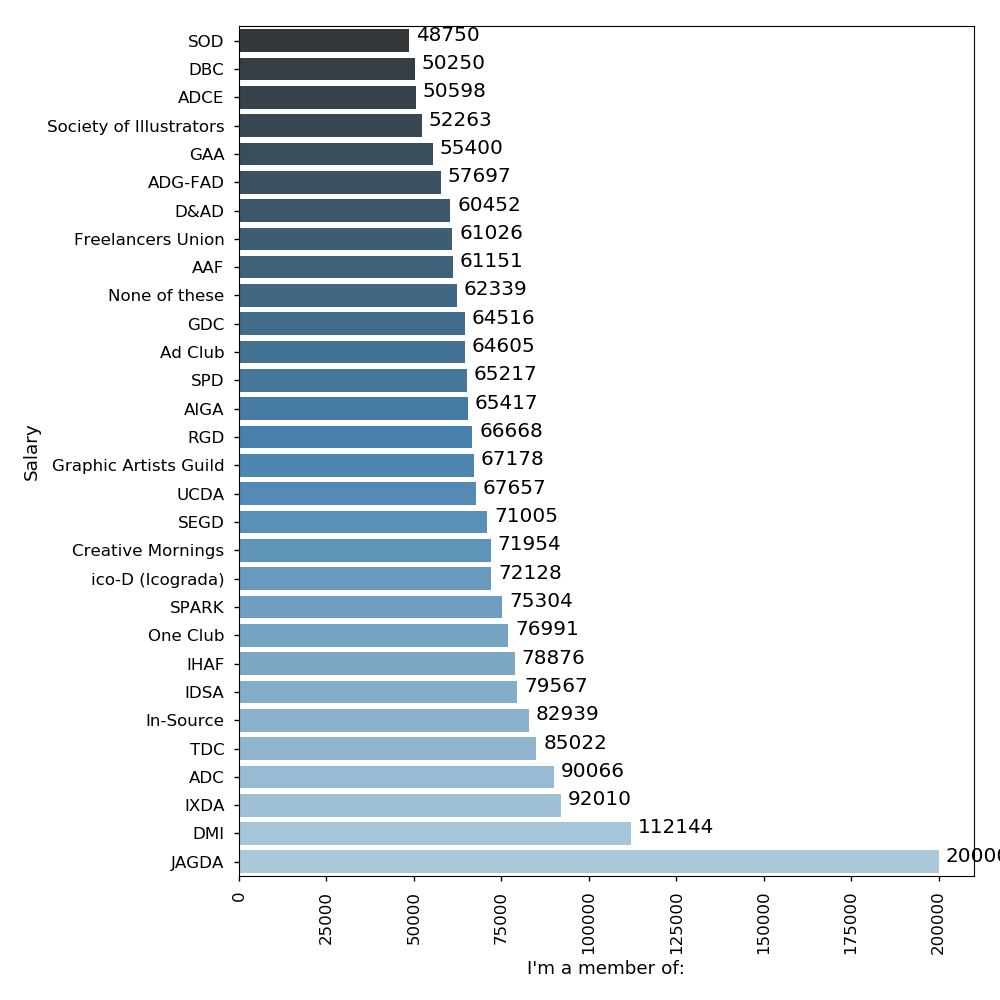 SOD 48750
DBC 50250
ADCE 50598
Society of Illustrators 52263
GAA 55400
ADG-FAD 57697
D&AD 60452
Freelancers Union 61026
AAF 61151
None of these 62339
GDC 64516
Ad Club 64605
SPD 65217
AIGA 65417
RGD 66668
Graphic Artists Guild 67178
UCDA 67657
SEGD 71005
Creative Mornings 71954
ico-D (Icograda) 72128
SPARK 75304
One Club 76991
IHAF 78876
IDSA 79567
In-Source 82939
TDC 85022
ADC 90066
IXDA 92010
DMI 112144
JAGDA
Salary
0 25000 50000 75000 100000 125000 150000 175000 200000
I'm a member of: